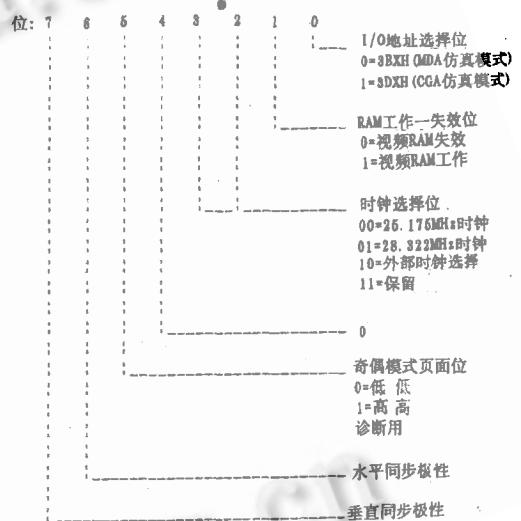 位: 7 6 5 4 3 2 1 0
I/O地址选择位
0=3BXH(MDA仿真模式)
1=3DXH(CGA仿真模式)
RAM工作一失效位
0=视频RAM失效
1=视频RAM工作
时钟选择位
00=25.175MHz时钟
01=28.322MHz时钟
10=外部时钟选择
11=保留
0
奇偶模式页面位
0=低 低
1=高 高
诊断用
水平同步极性
垂直同步极性